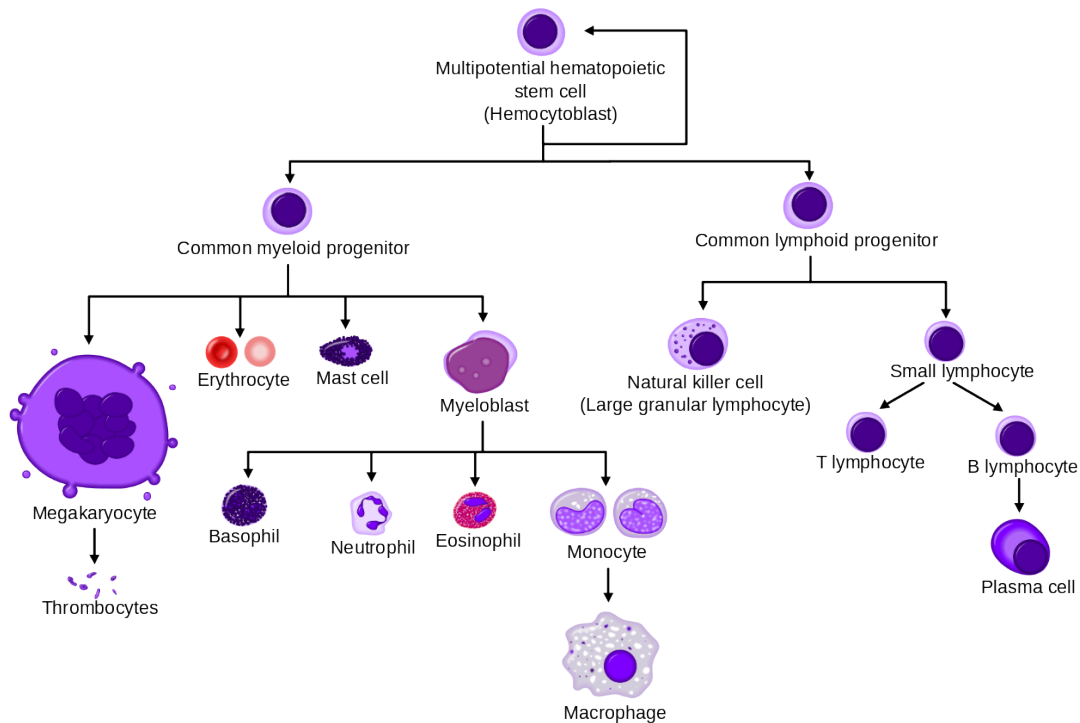 Multipotential hematopoietic
stem cell
(Hemocytoblast)
Common myeloid progenitor
Common lymphoid progenitor
Erythrocyte
Mast cell
Myeloblast
Natural killer cell
(Large granular lymphocyte)
Small lymphocyte
T lymphocyte
B lymphocyte
Megakaryocyte
Basophil
Neutrophil
Eosinophil
Monocyte
Plasma cell
Thrombocytes
Macrophage